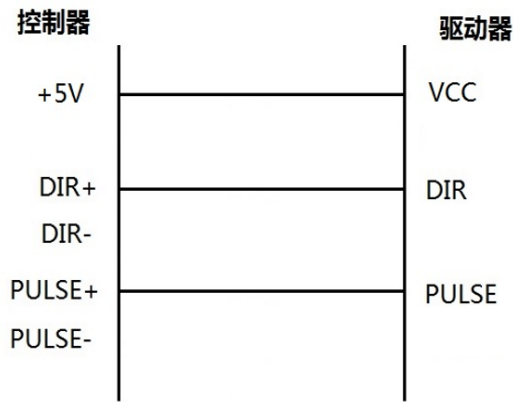 控制器
驱动器
+5V
VCC
DIR+
DIR
DIR-
PULSE+
PULSE
PULSE-